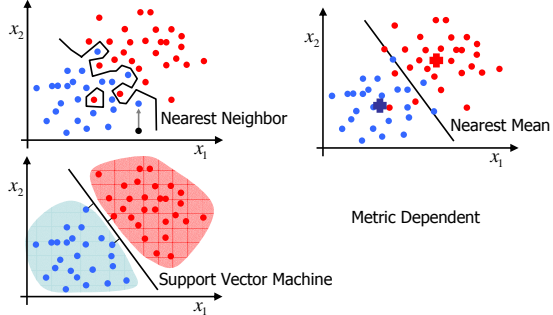 x2
x2
Nearest Neighbor
Nearest Mean
x1
x1
x2
Metric Dependent
Support Vector Machine
x1